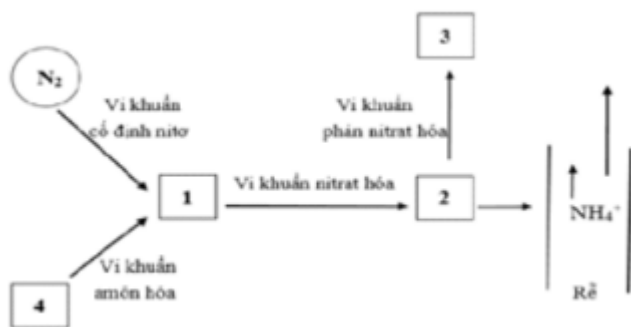 3
N₂
Vi khuẩn
cố định nitơ
Vi khuẩn
phản nitrat hóa
1
Vi khuẩn nitrat hóa
2
NH₄⁺
Vi khuẩn
amôn hóa
4
Rễ